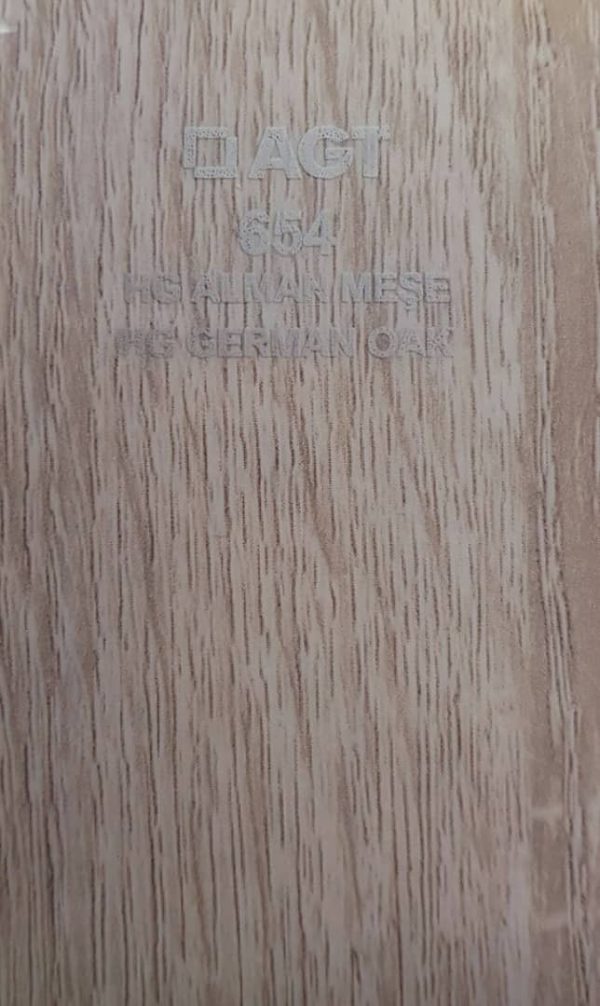 AGT
654
HG ALMAN MEŞE
HG GERMAN OAK